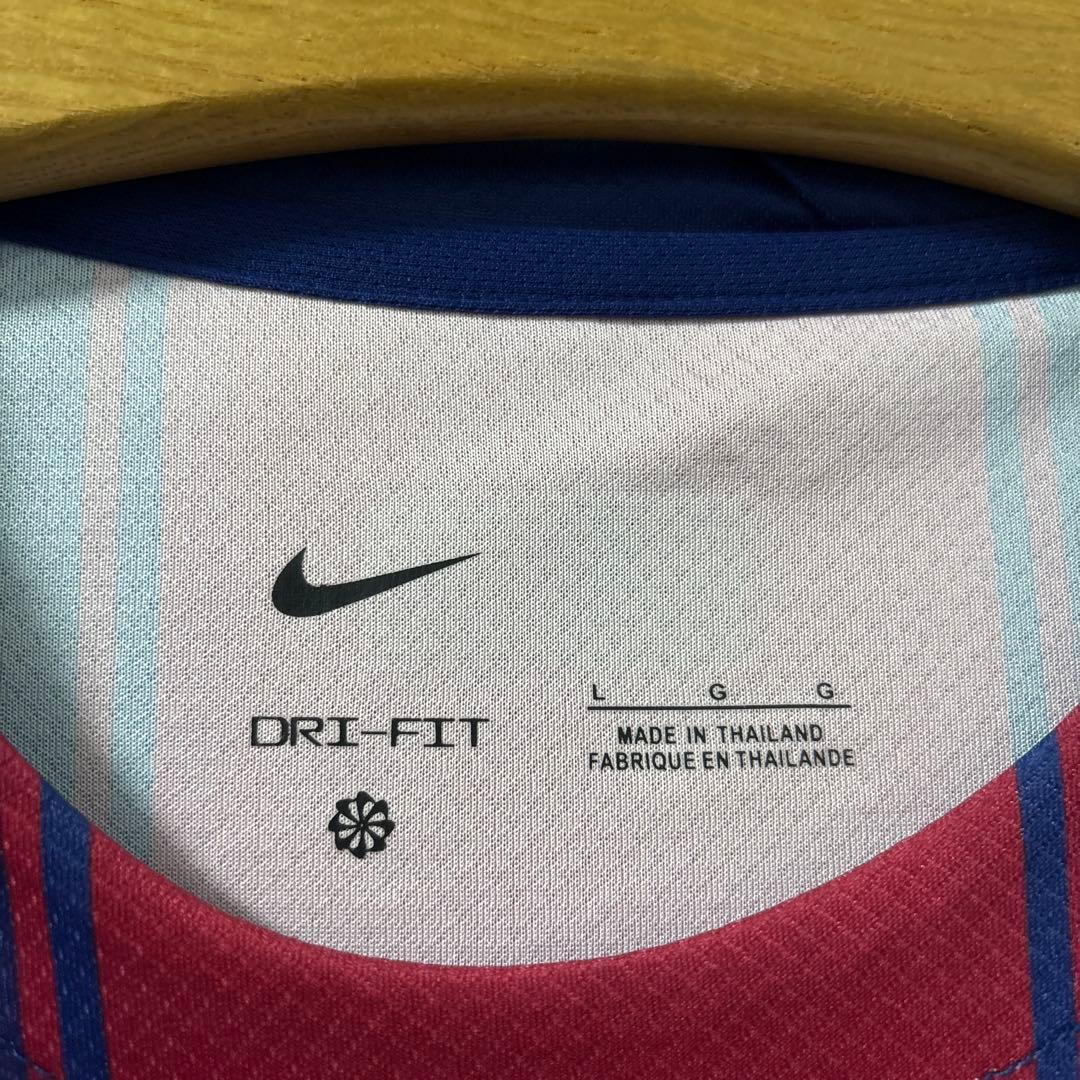 DRI-FIT
L G G
MADE IN THAILAND
FABRIQUE EN THAILANDE